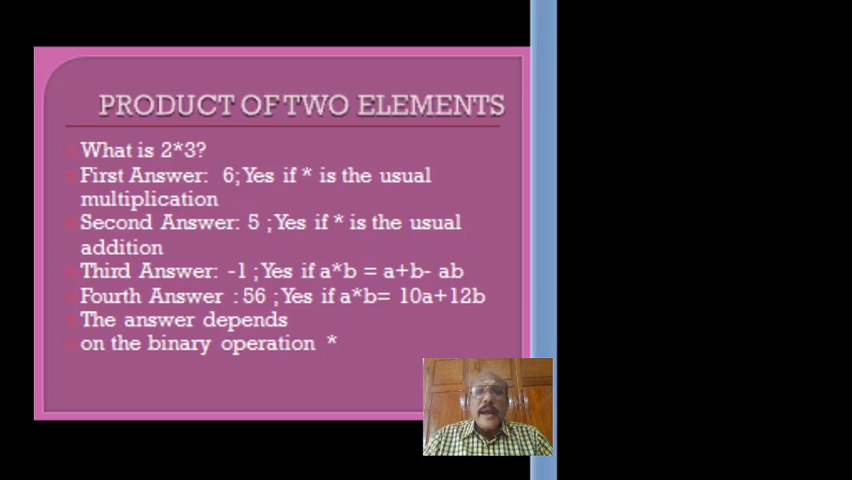 PRODUCT OF TWO ELEMENTS
What is 2*3?
First Answer: 6; Yes if * is the usual
multiplication
Second Answer: 5 ; Yes if * is the usual
addition
Third Answer: -1 ; Yes if a*b = a+b- ab
Fourth Answer : 56 ; Yes if a*b= 10a+12b
The answer depends
on the binary operation *